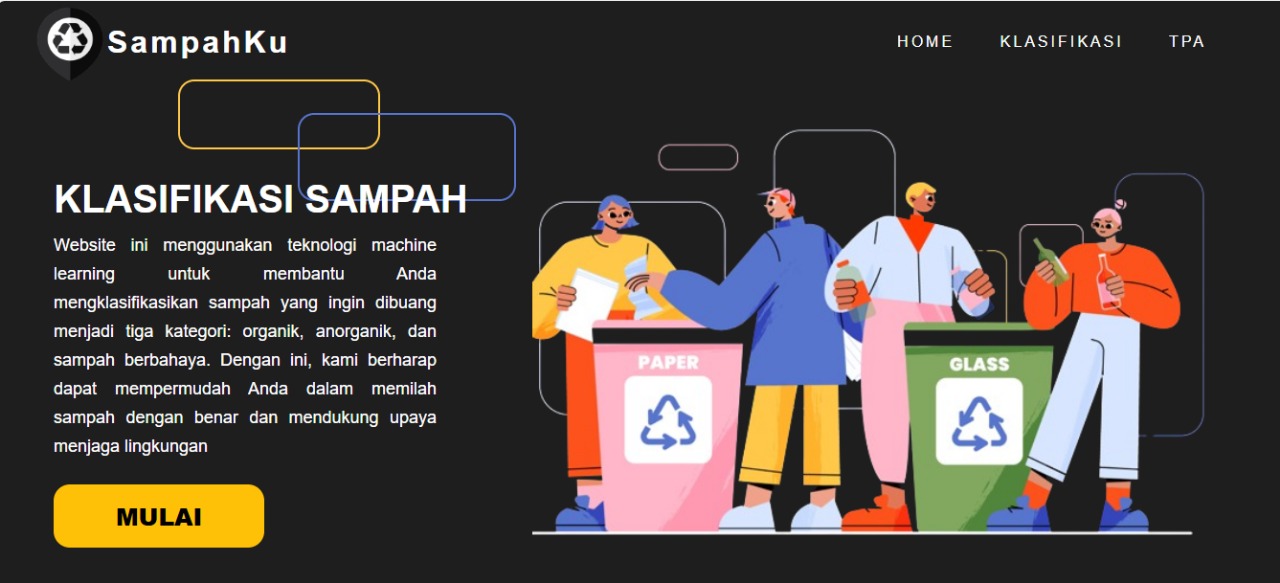 SampahKu
HOME KLASIFIKASI TPA
KLASIFIKASI SAMPAH
Website ini menggunakan teknologi machine
learning untuk membantu Anda
mengklasifikasikan sampah yang ingin dibuang
menjadi tiga kategori: organik, anorganik, dan
sampah berbahaya. Dengan ini, kami berharap
dapat mempermudah Anda dalam memilah
sampah dengan benar dan mendukung upaya
menjaga lingkungan
MULAI
PAPER
GLASS